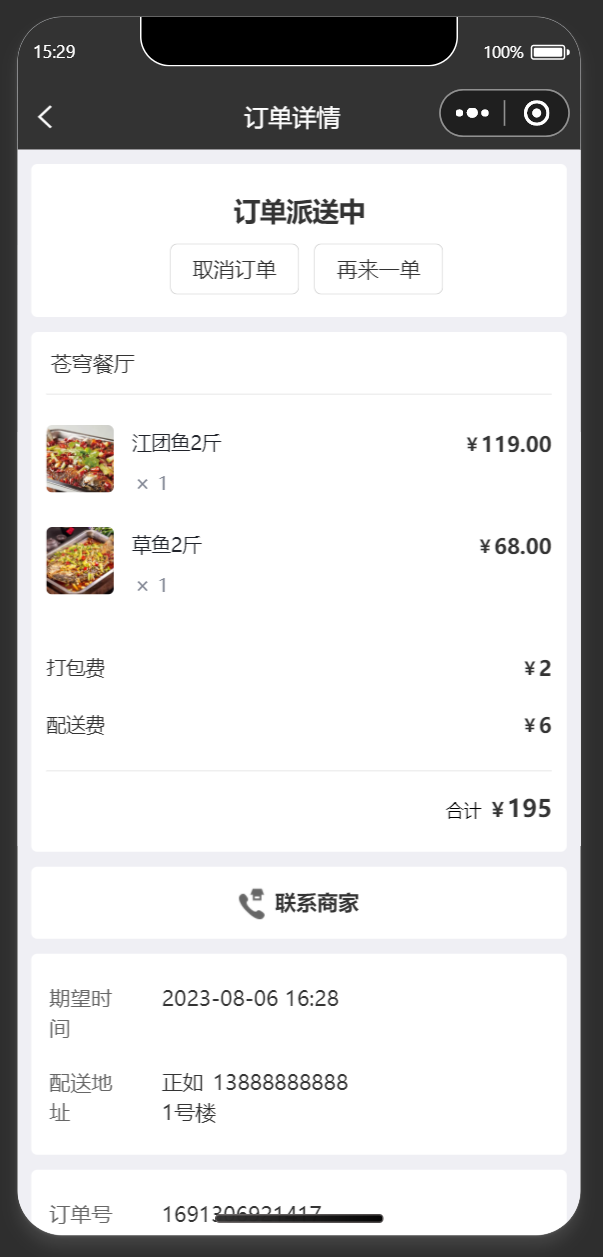 15:29 100%
订单详情
订单派送中
取消订单 再来一单
苍穹餐厅
江团鱼2斤 ¥119.00
× 1
草鱼2斤 ¥68.00
× 1
打包费 ¥2
配送费 ¥6
合计 ¥195
联系商家
期望时 2023-08-06 16:28
间
配送地 正如 13888888888
址 1号楼
订单号 1691306921417